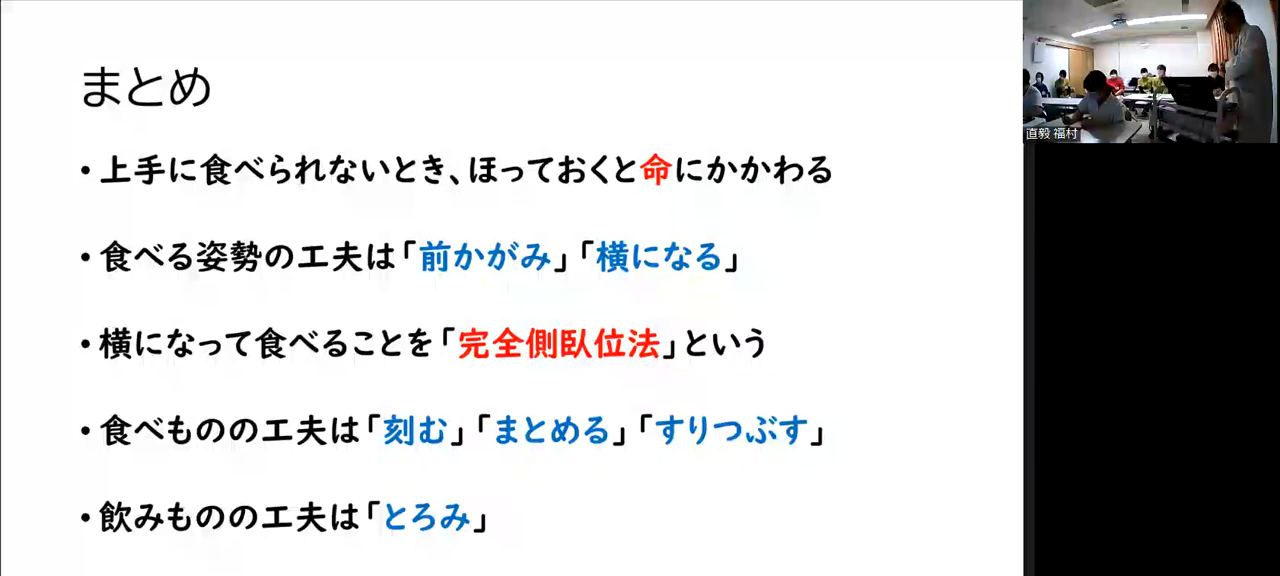 まとめ
・上手に食べられないとき、ほっておくと命にかかわる
・食べる姿勢の工夫は「前かがみ」「横になる」
・横になって食べることを「完全側臥位法」という
・食べものの工夫は「刻む」「まとめる」「すりつぶす」
・飲みものの工夫は「とろみ」
直毅 福村